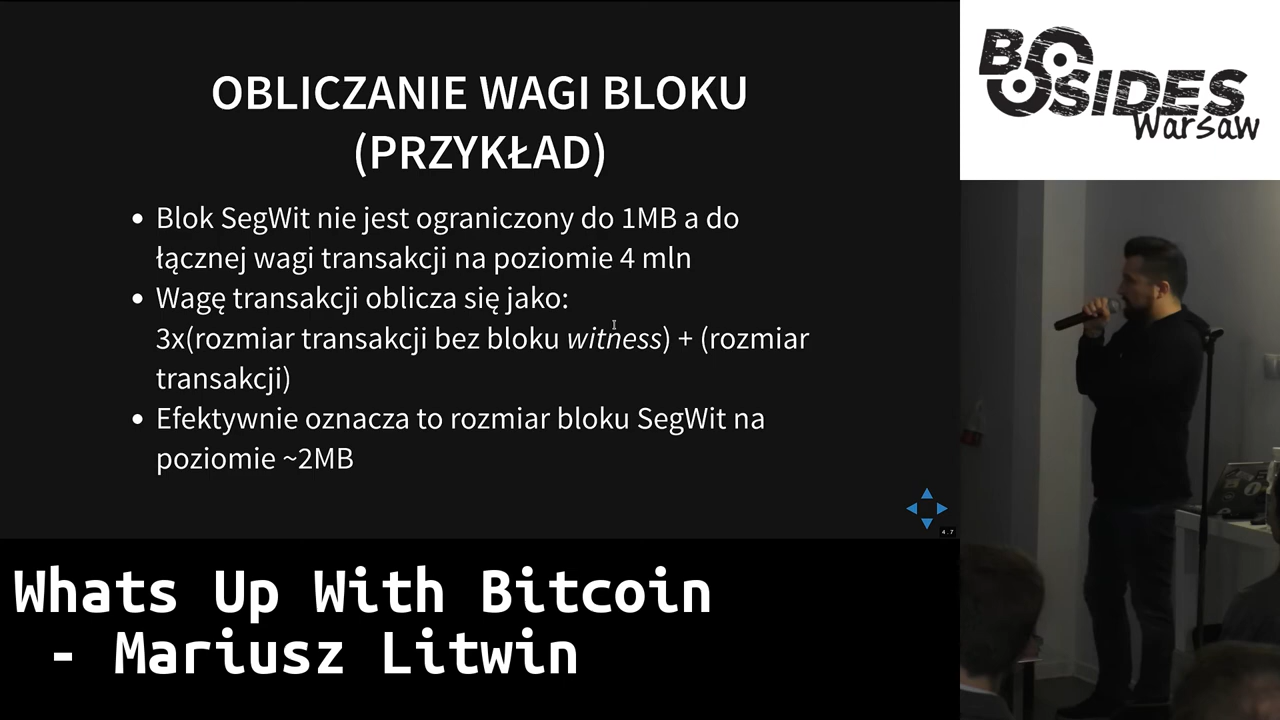 OBLICZANIE WAGI BLOKU
(PRZYKŁAD)
• Blok SegWit nie jest ograniczony do 1MB a do
łącznej wagi transakcji na poziomie 4 mln
• Wagę transakcji oblicza się jako:
3x(rozmiar transakcji bez bloku witness) + (rozmiar
transakcji)
• Efektywnie oznacza to rozmiar bloku SegWit na
poziomie ~2MB
4.7
BSIDES
Warsaw
Whats Up With Bitcoin
- Mariusz Litwin